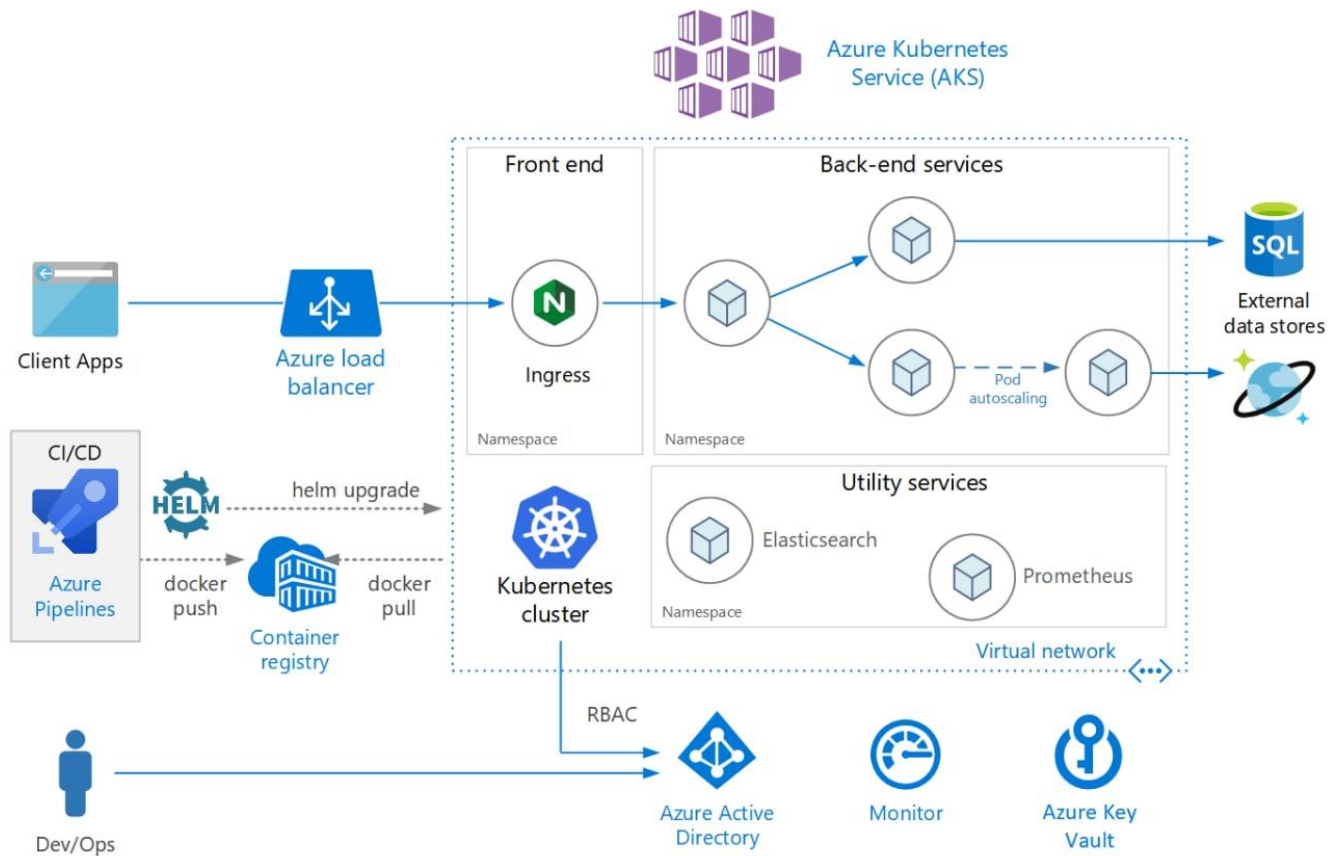 Azure Kubernetes
Service (AKS)
Front end
Back-end services
SQL
External
data stores
Client Apps
Azure load
balancer
N
Ingress
Pod
autoscaling
Namespace
Namespace
CI/CD
HELM
helm upgrade
Azure
Pipelines
docker
push
docker
pull
Container
registry
Kubernetes
cluster
Utility services
Elasticsearch
Prometheus
Namespace
Virtual network
RBAC
Dev/Ops
Azure Active
Directory
Monitor
Azure Key
Vault